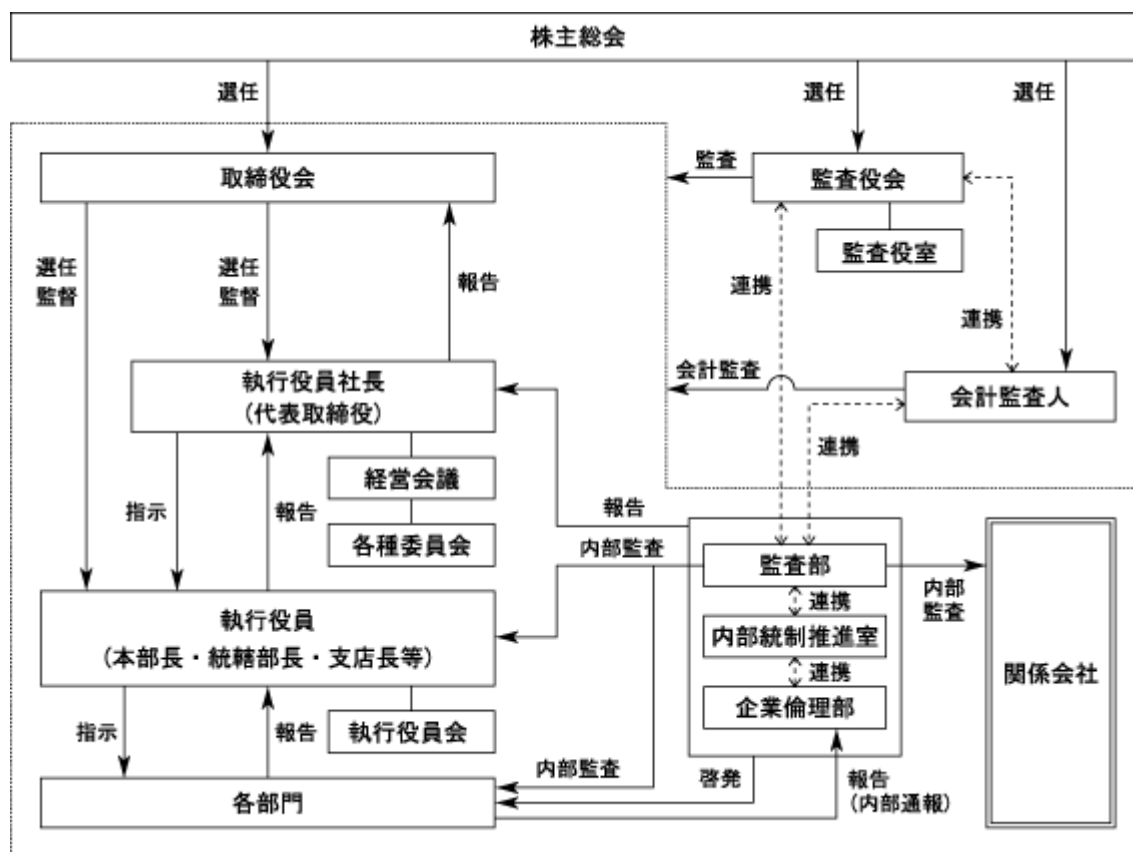 株主総会
選任
選任
選任
取締役会
監査
監査役会
監査役室
選任
監督
選任
監督
報告
連携
連携
執行役員社長
(代表取締役)
会計監査
会計監査人
連携
経営会議
指示
報告
各種委員会
報告
内部監査
監査部
内部
監査
連携
執行役員
(本部長・統轄部長・支店長等)
内部統制推進室
連携
関係会社
企業倫理部
執行役員会
指示
報告
内部監査
啓発
報告
(内部通報)
各部門